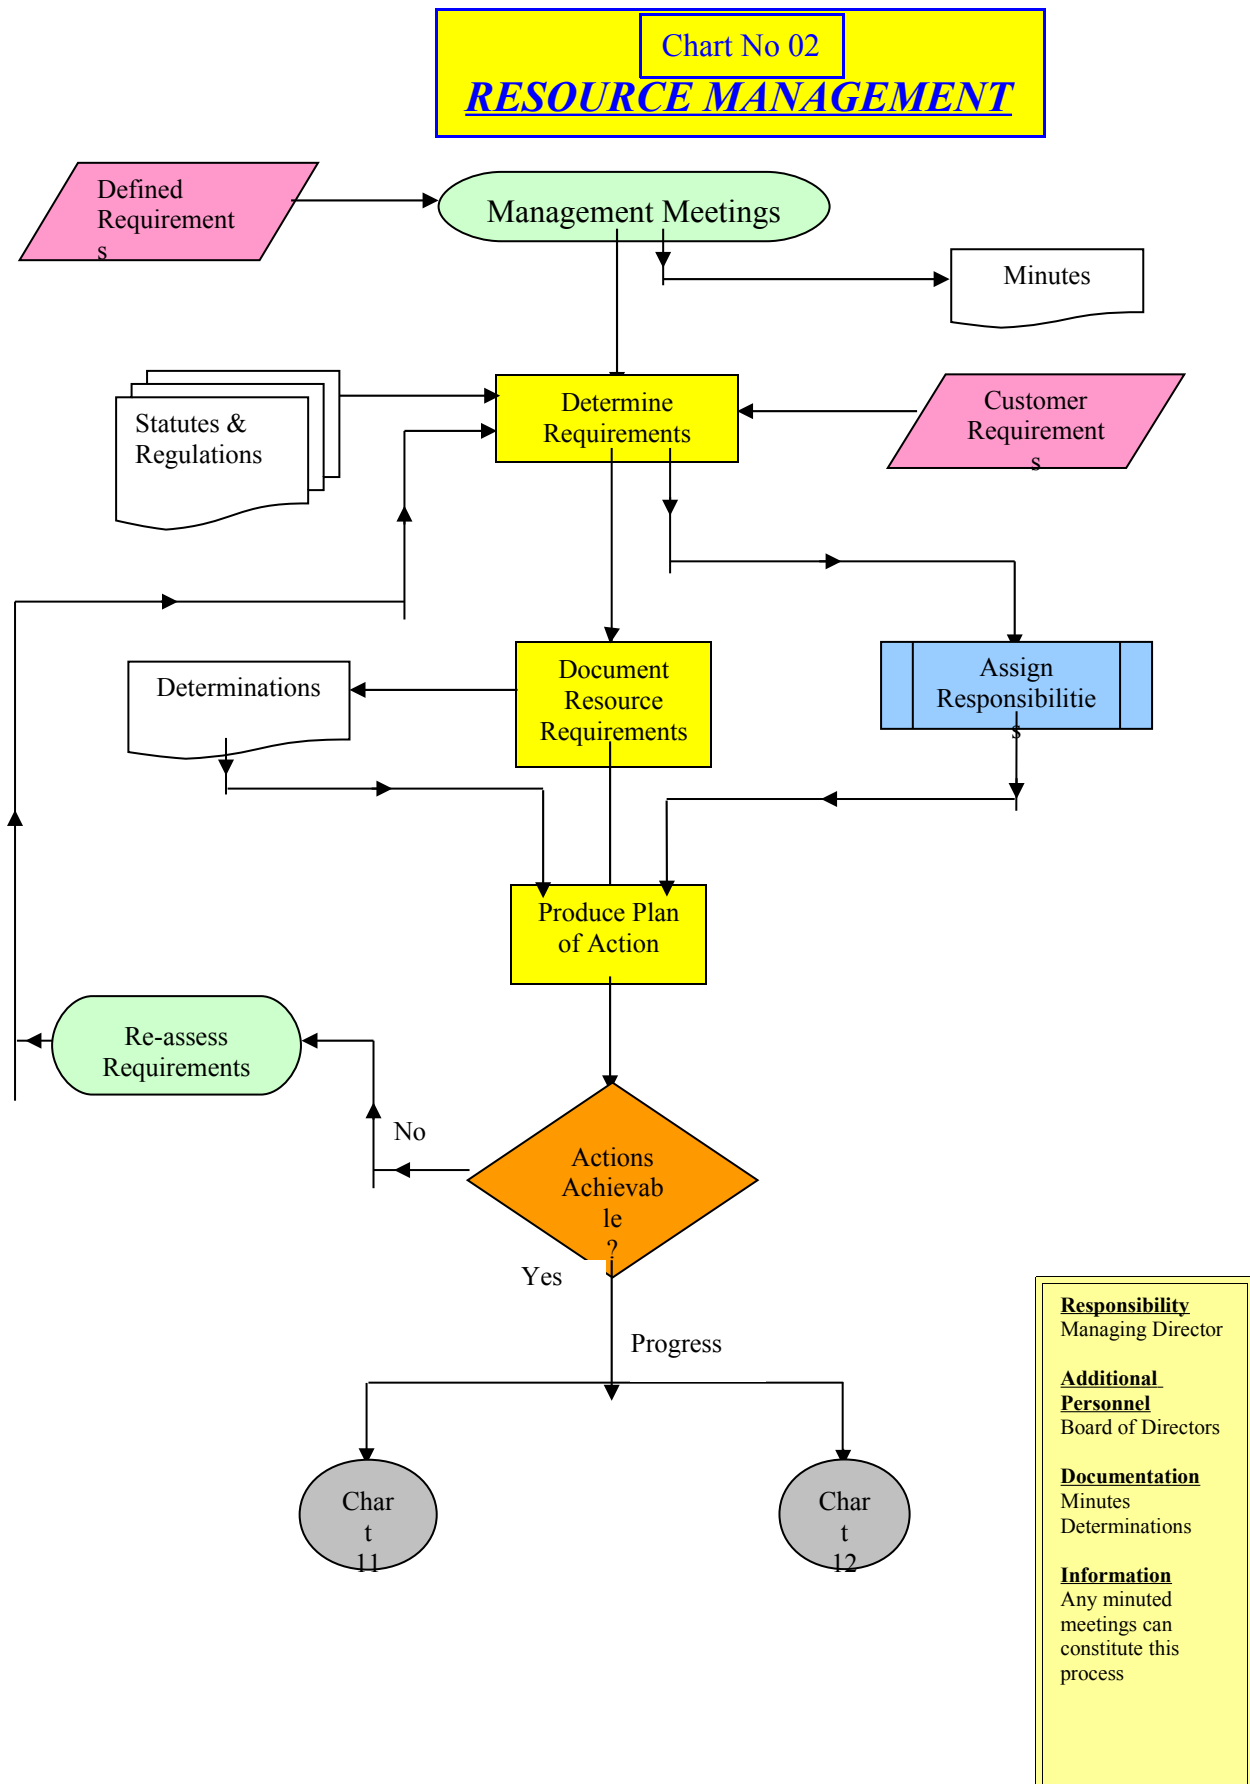 Chart No 02
RESOURCE MANAGEMENT
Defined
Requirement
s
Management Meetings
Minutes
Statutes &
Regulations
Determine
Requirements
Customer
Requirement
s
Determinations
Document
Resource
Requirements
Assign
Responsibilitie
s
Produce Plan
of Action
Re-assess
Requirements
No
Actions
Achievab
le
?
Yes
Progress
Char
t
11
Char
t
12
Responsibility
Managing Director
Additional
Personnel
Board of Directors
Documentation
Minutes
Determinations
Information
Any minuted
meetings can
constitute this
process